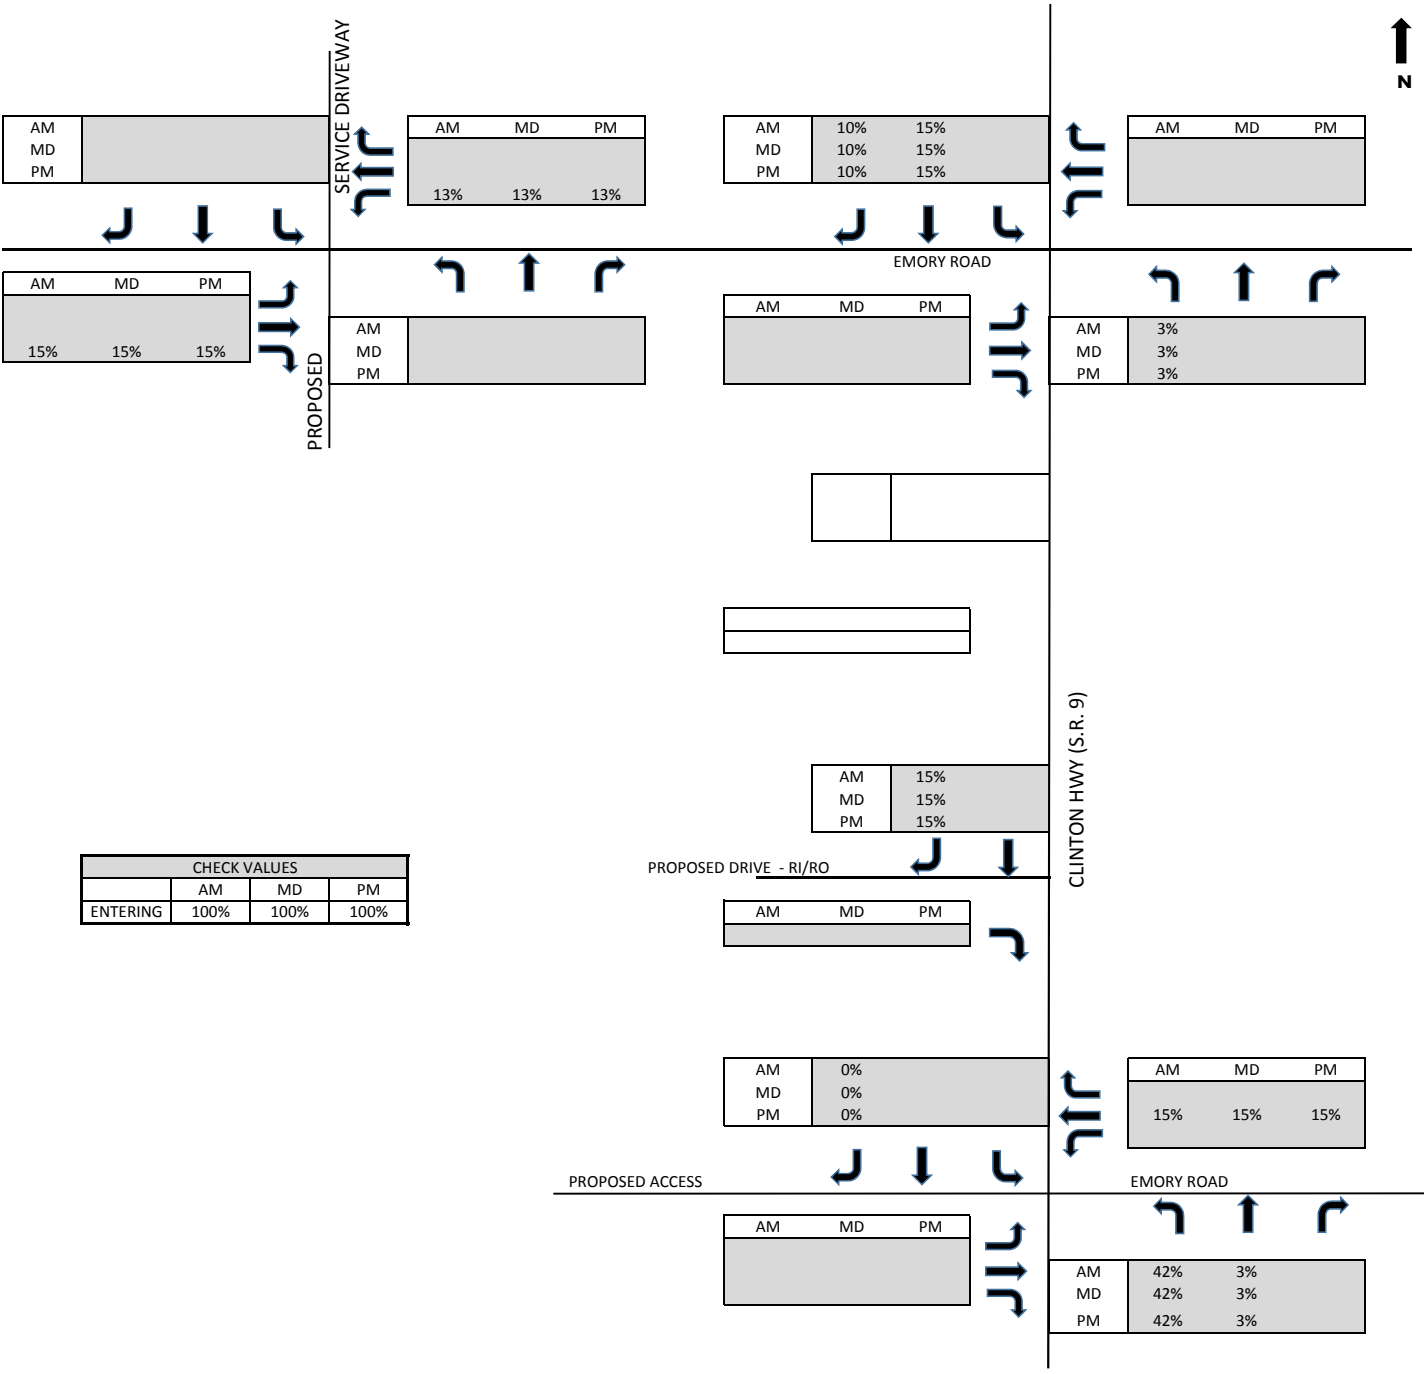 SERVICE DRIVEWAY
N
AM
MD
PM
AM MD PM
13% 13% 13%
AM 10% 15%
MD 10% 15%
PM 10% 15%
AM MD PM
EMORY ROAD
AM MD PM
15% 15% 15%
PROPOSED
AM
MD
PM
AM MD PM
AM 3%
MD 3%
PM 3%
CLINTON HWY (S.R. 9)
AM 15%
MD 15%
PM 15%
PROPOSED DRIVE - RI/RO
CHECK VALUES
AM MD PM
ENTERING 100% 100% 100%
AM MD PM
AM 0%
MD 0%
PM 0%
AM MD PM
15% 15% 15%
PROPOSED ACCESS
EMORY ROAD
AM MD PM
AM 42% 3%
MD 42% 3%
PM 42% 3%